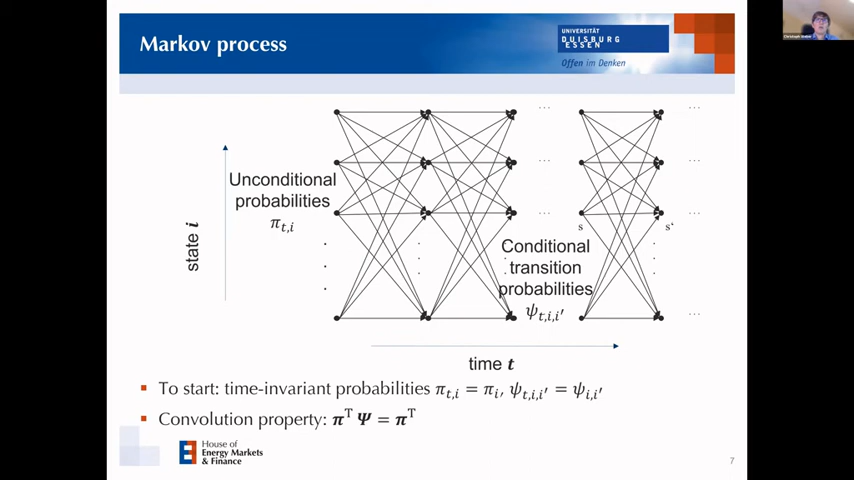 Markov process
UNIVERSITÄT
DUISBURG
ESSEN
Offen im Denken
Unconditional
probabilities
π_{t,i}
state i
. . .
. . .
. . .
. . .
. . .
. . .
s
s'
Conditional
transition
probabilities
ψ_{t,i,i'}
. . .
. . .
time t
To start: time-invariant probabilities π_{t,i} = π_i, ψ_{t,i,i'} = ψ_{i,i'}
Convolution property: π^T Ψ = π^T
House of
Energy Markets
& Finance
7